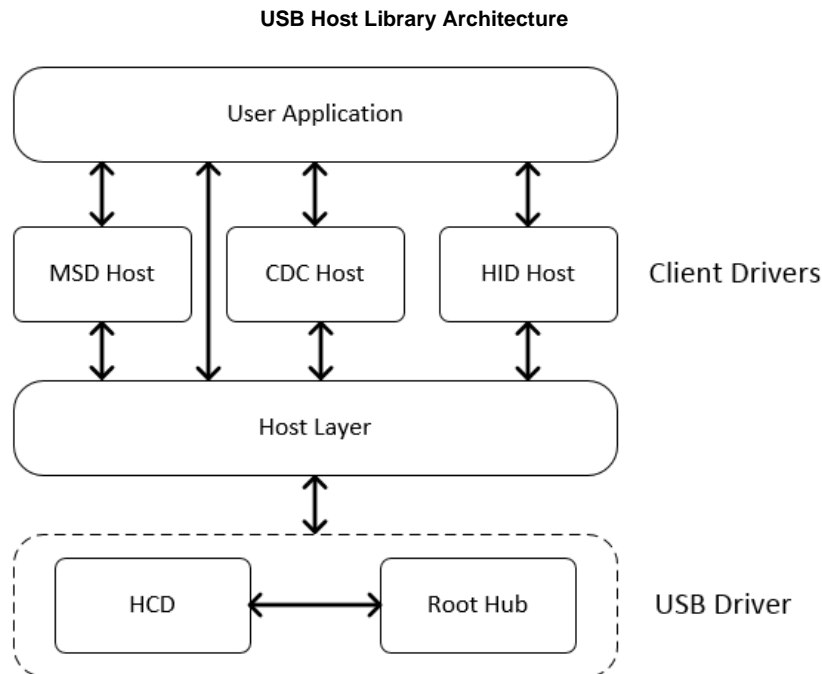 USB Host Library Architecture
User Application
MSD Host
CDC Host
HID Host
Client Drivers
Host Layer
HCD
Root Hub
USB Driver